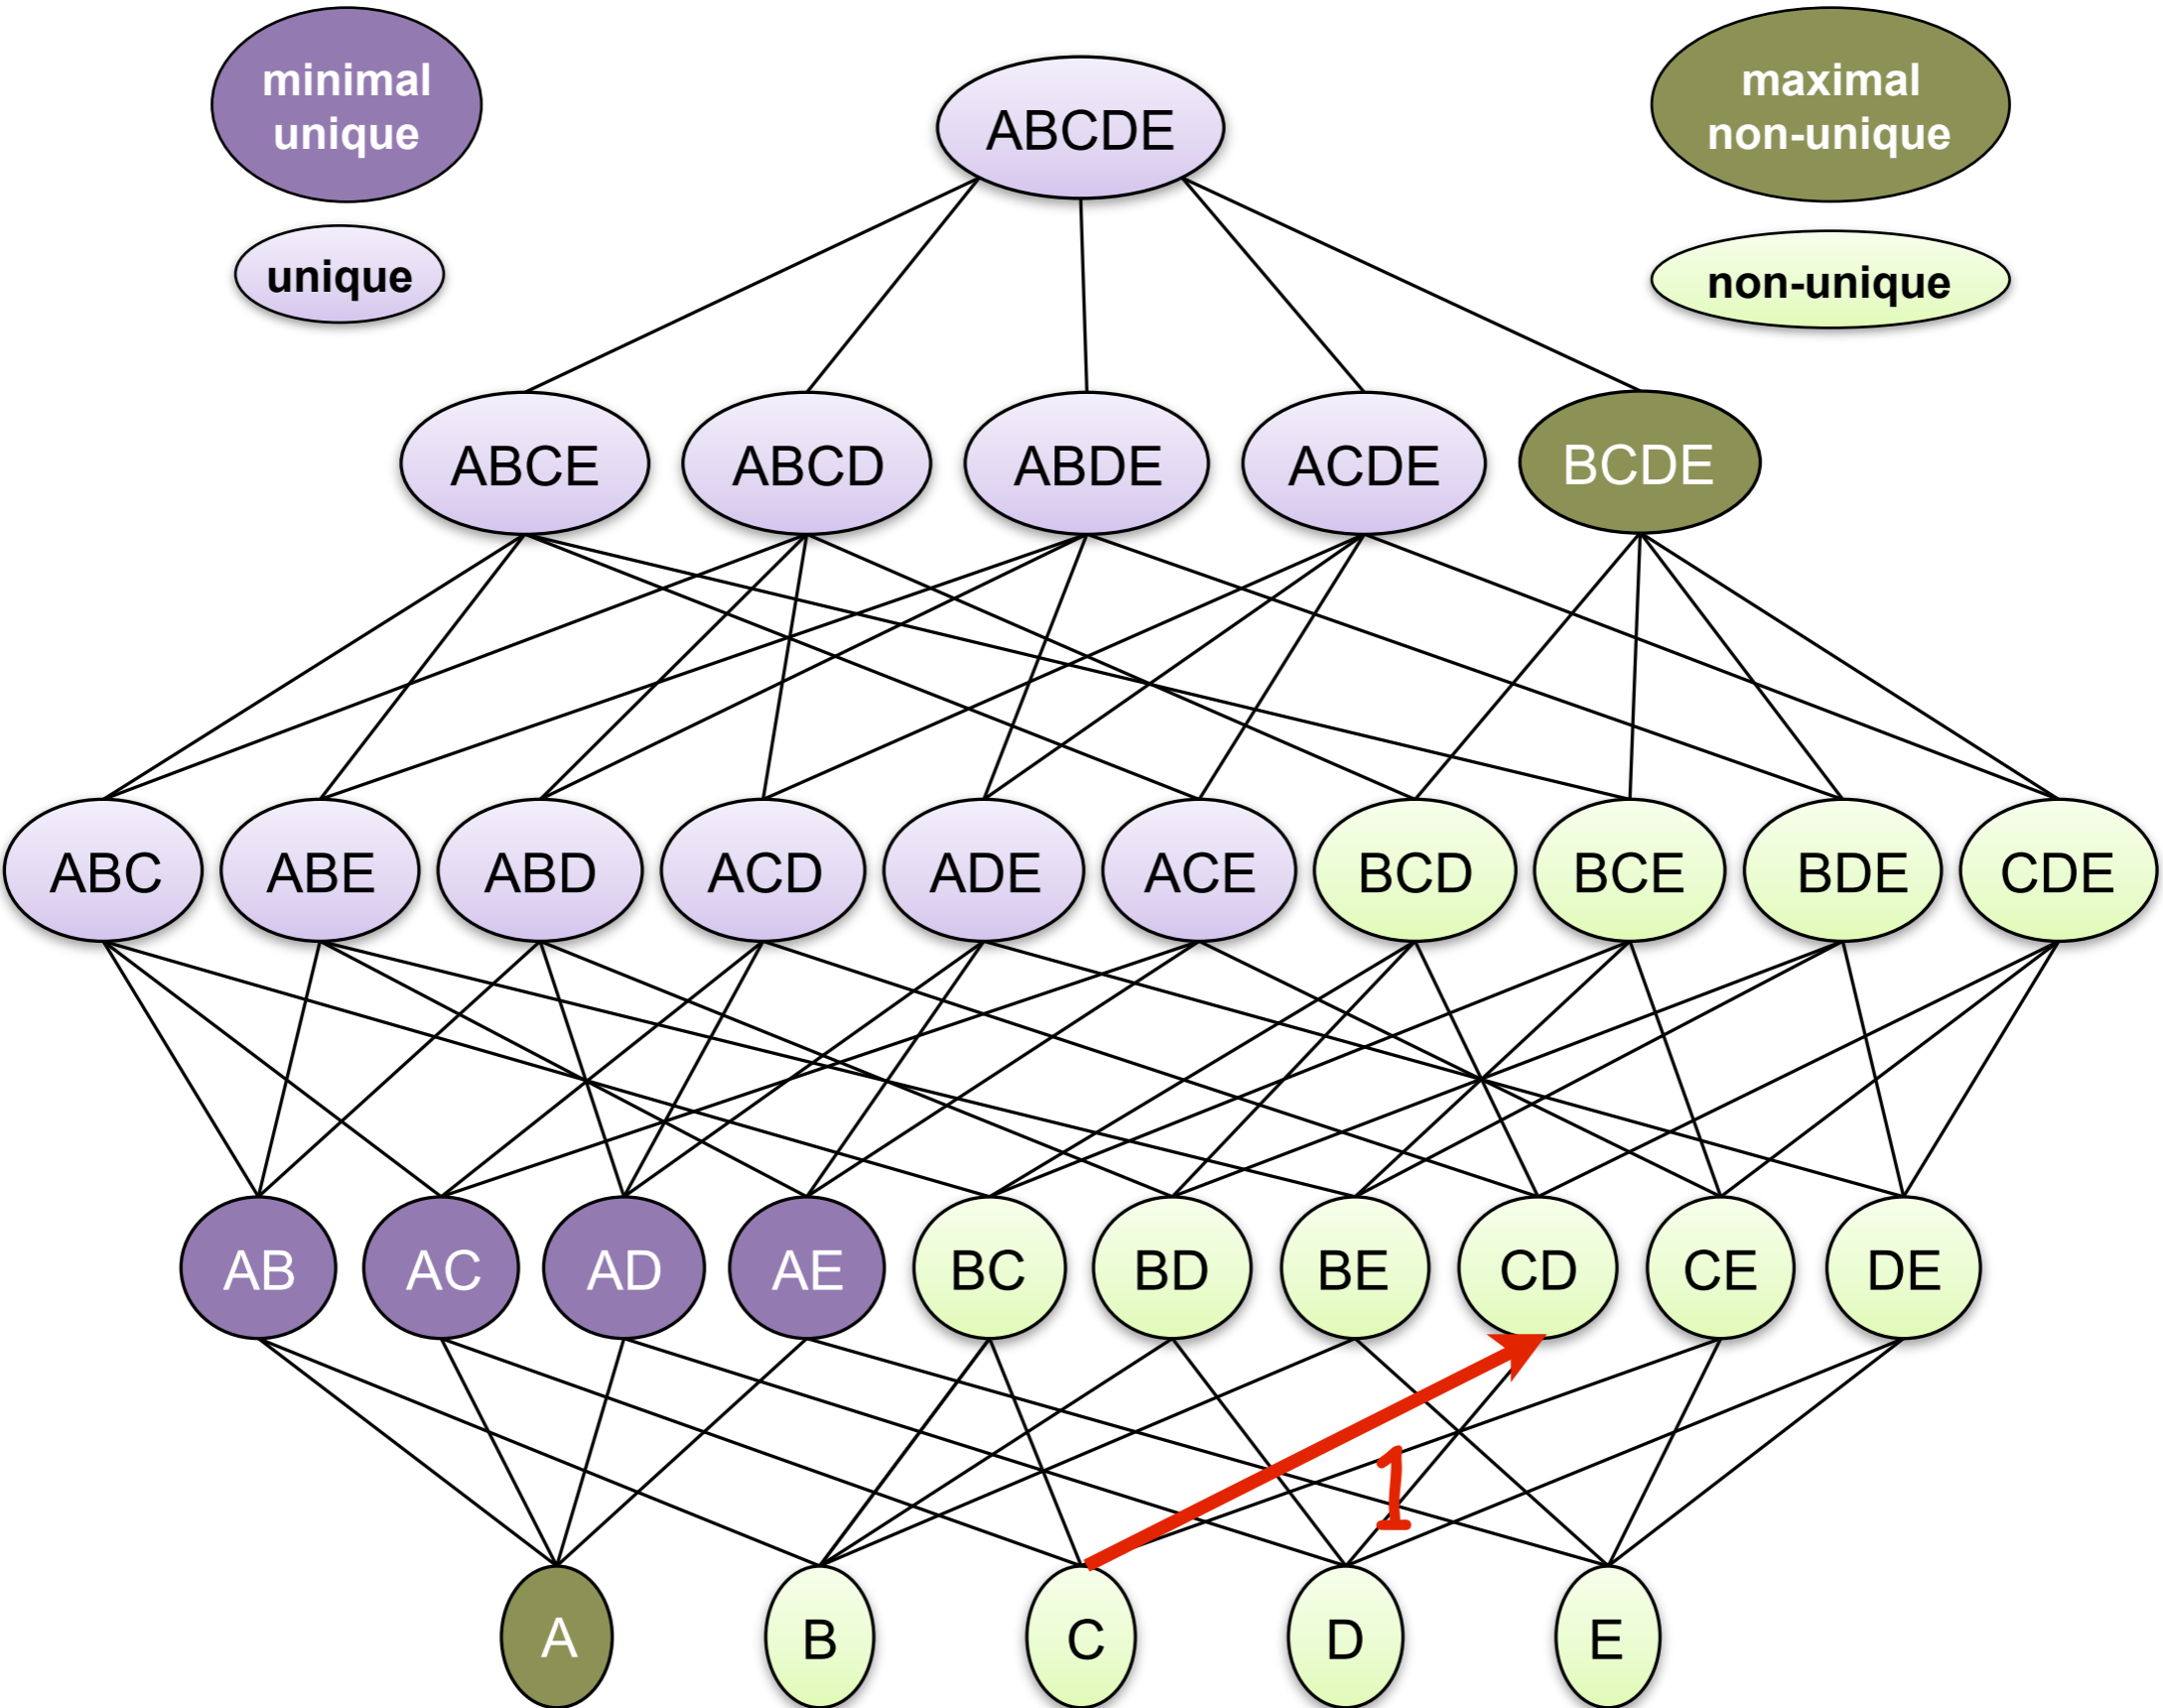 minimal
unique
unique
maximal
non-unique
non-unique
ABCDE
ABCE ABCD ABDE ACDE BCDE
ABC ABE ABD ACD ADE ACE BCD BCE BDE CDE
AB AC AD AE BC BD BE CD CE DE
1
A B C D E